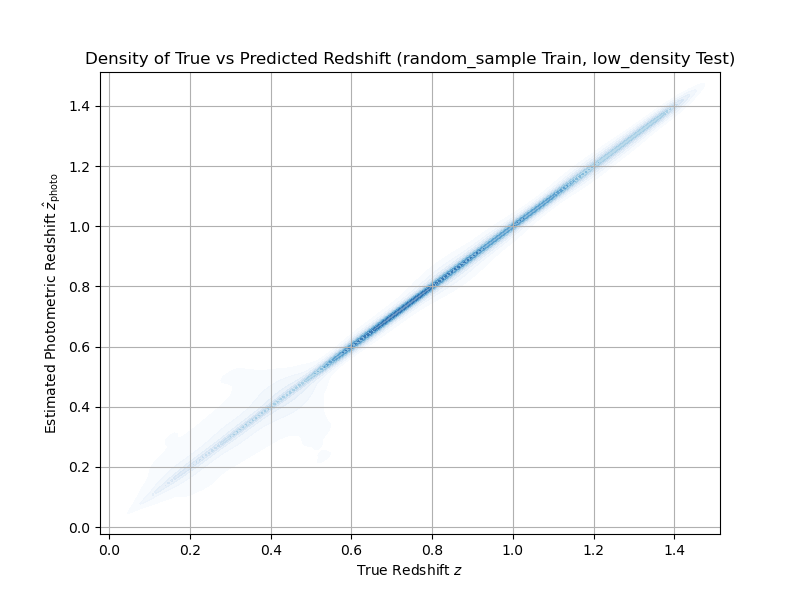 Density of True vs Predicted Redshift (random_sample Train, low_density Test)
Estimated Photometric Redshift ẑphoto
1.4
1.2
1.0
0.8
0.6
0.4
0.2
0.0
0.0 0.2 0.4 0.6 0.8 1.0 1.2 1.4
True Redshift z